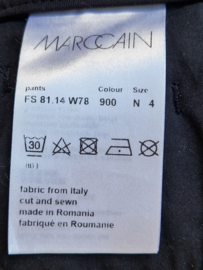 MARCCAIN
pants Colour Size
FS 81.14 W78 900 N 4
30
fabric from Italy
cut and sewn
made in Romania
fabriqué en Roumanie